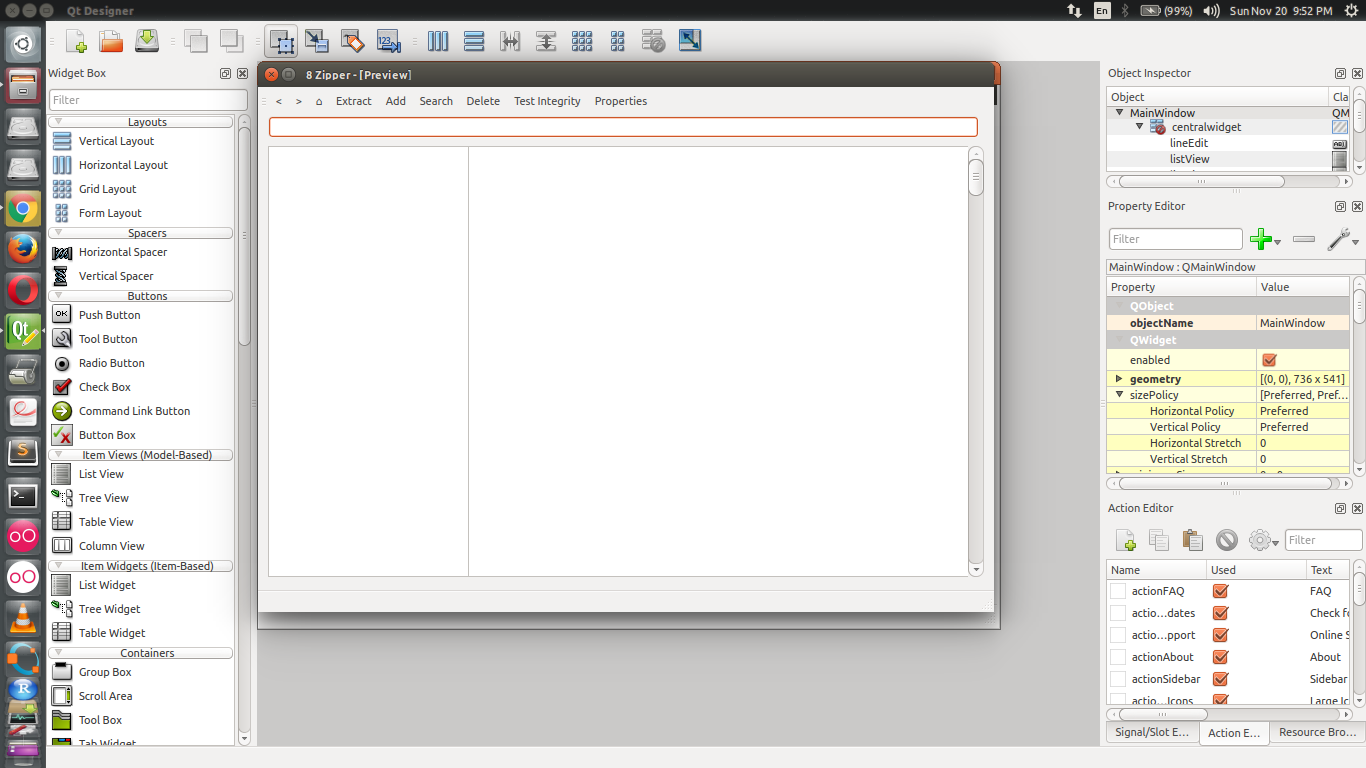 Qt Designer
En
(99%)
Sun Nov 20 9:52 PM
Widget Box
Filter
Layouts
Vertical Layout
Horizontal Layout
Grid Layout
Form Layout
Spacers
Horizontal Spacer
Vertical Spacer
Buttons
OK
Push Button
Tool Button
Radio Button
Check Box
Command Link Button
Button Box
Item Views (Model-Based)
List View
Tree View
Table View
Column View
Item Widgets (Item-Based)
List Widget
Tree Widget
Table Widget
Containers
Group Box
Scroll Area
Tool Box
Tab Widget
123
8 Zipper - [Preview]
< > Extract Add Search Delete Test Integrity Properties
Object Inspector
Object Cla
MainWindow QM
centralwidget
lineEdit
listView
Property Editor
Filter
MainWindow : QMainWindow
Property Value
QObject
objectName MainWindow
QWidget
enabled
geometry [(0, 0), 736 x 541]
sizePolicy [Preferred, Pref...
Horizontal Policy Preferred
Vertical Policy Preferred
Horizontal Stretch 0
Vertical Stretch 0
Action Editor
Filter
Name Used Text
actionFAQ FAQ
actio...dates Check fo
actio...pport Online S
actionAbout About
actionSidebar Sidebar
actio...Icons Large Ic
Signal/Slot E... Action E... Resource Bro...
Qt
S
R